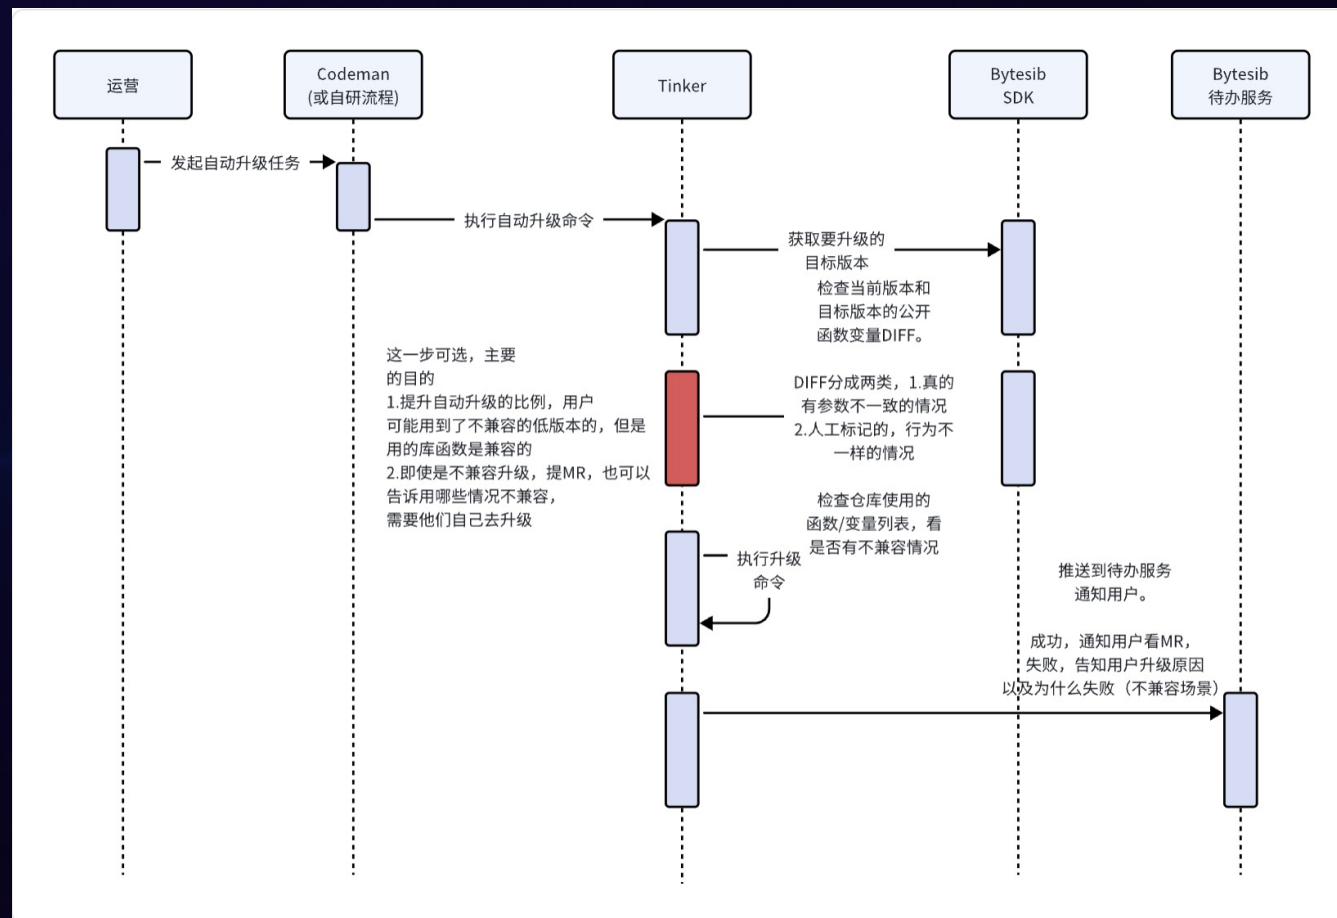 运营
Codeman
(或自研流程)
Tinker
Bytesib
SDK
Bytesib
待办服务
发起自动升级任务
执行自动升级命令
获取要升级的
目标版本
检查当前版本和
目标版本的公开
函数变量DIFF。
这一步可选，主要
的目的
1.提升自动升级的比例，用户
可能用到了不兼容的低版本的，但是
用的库函数是兼容的
2.即使是不兼容升级，提MR，也可以
告诉用哪些情况不兼容，
需要他们自己去升级
DIFF分成两类，1.真的
有参数不一致的情况
2.人工标记的，行为不
一样的情况
检查仓库使用的
函数/变量列表，看
是否有不兼容情况
执行升级
命令
推送到待办服务
通知用户。
成功，通知用户看MR，
失败，告知用户升级原因
以及为什么失败（不兼容场景）